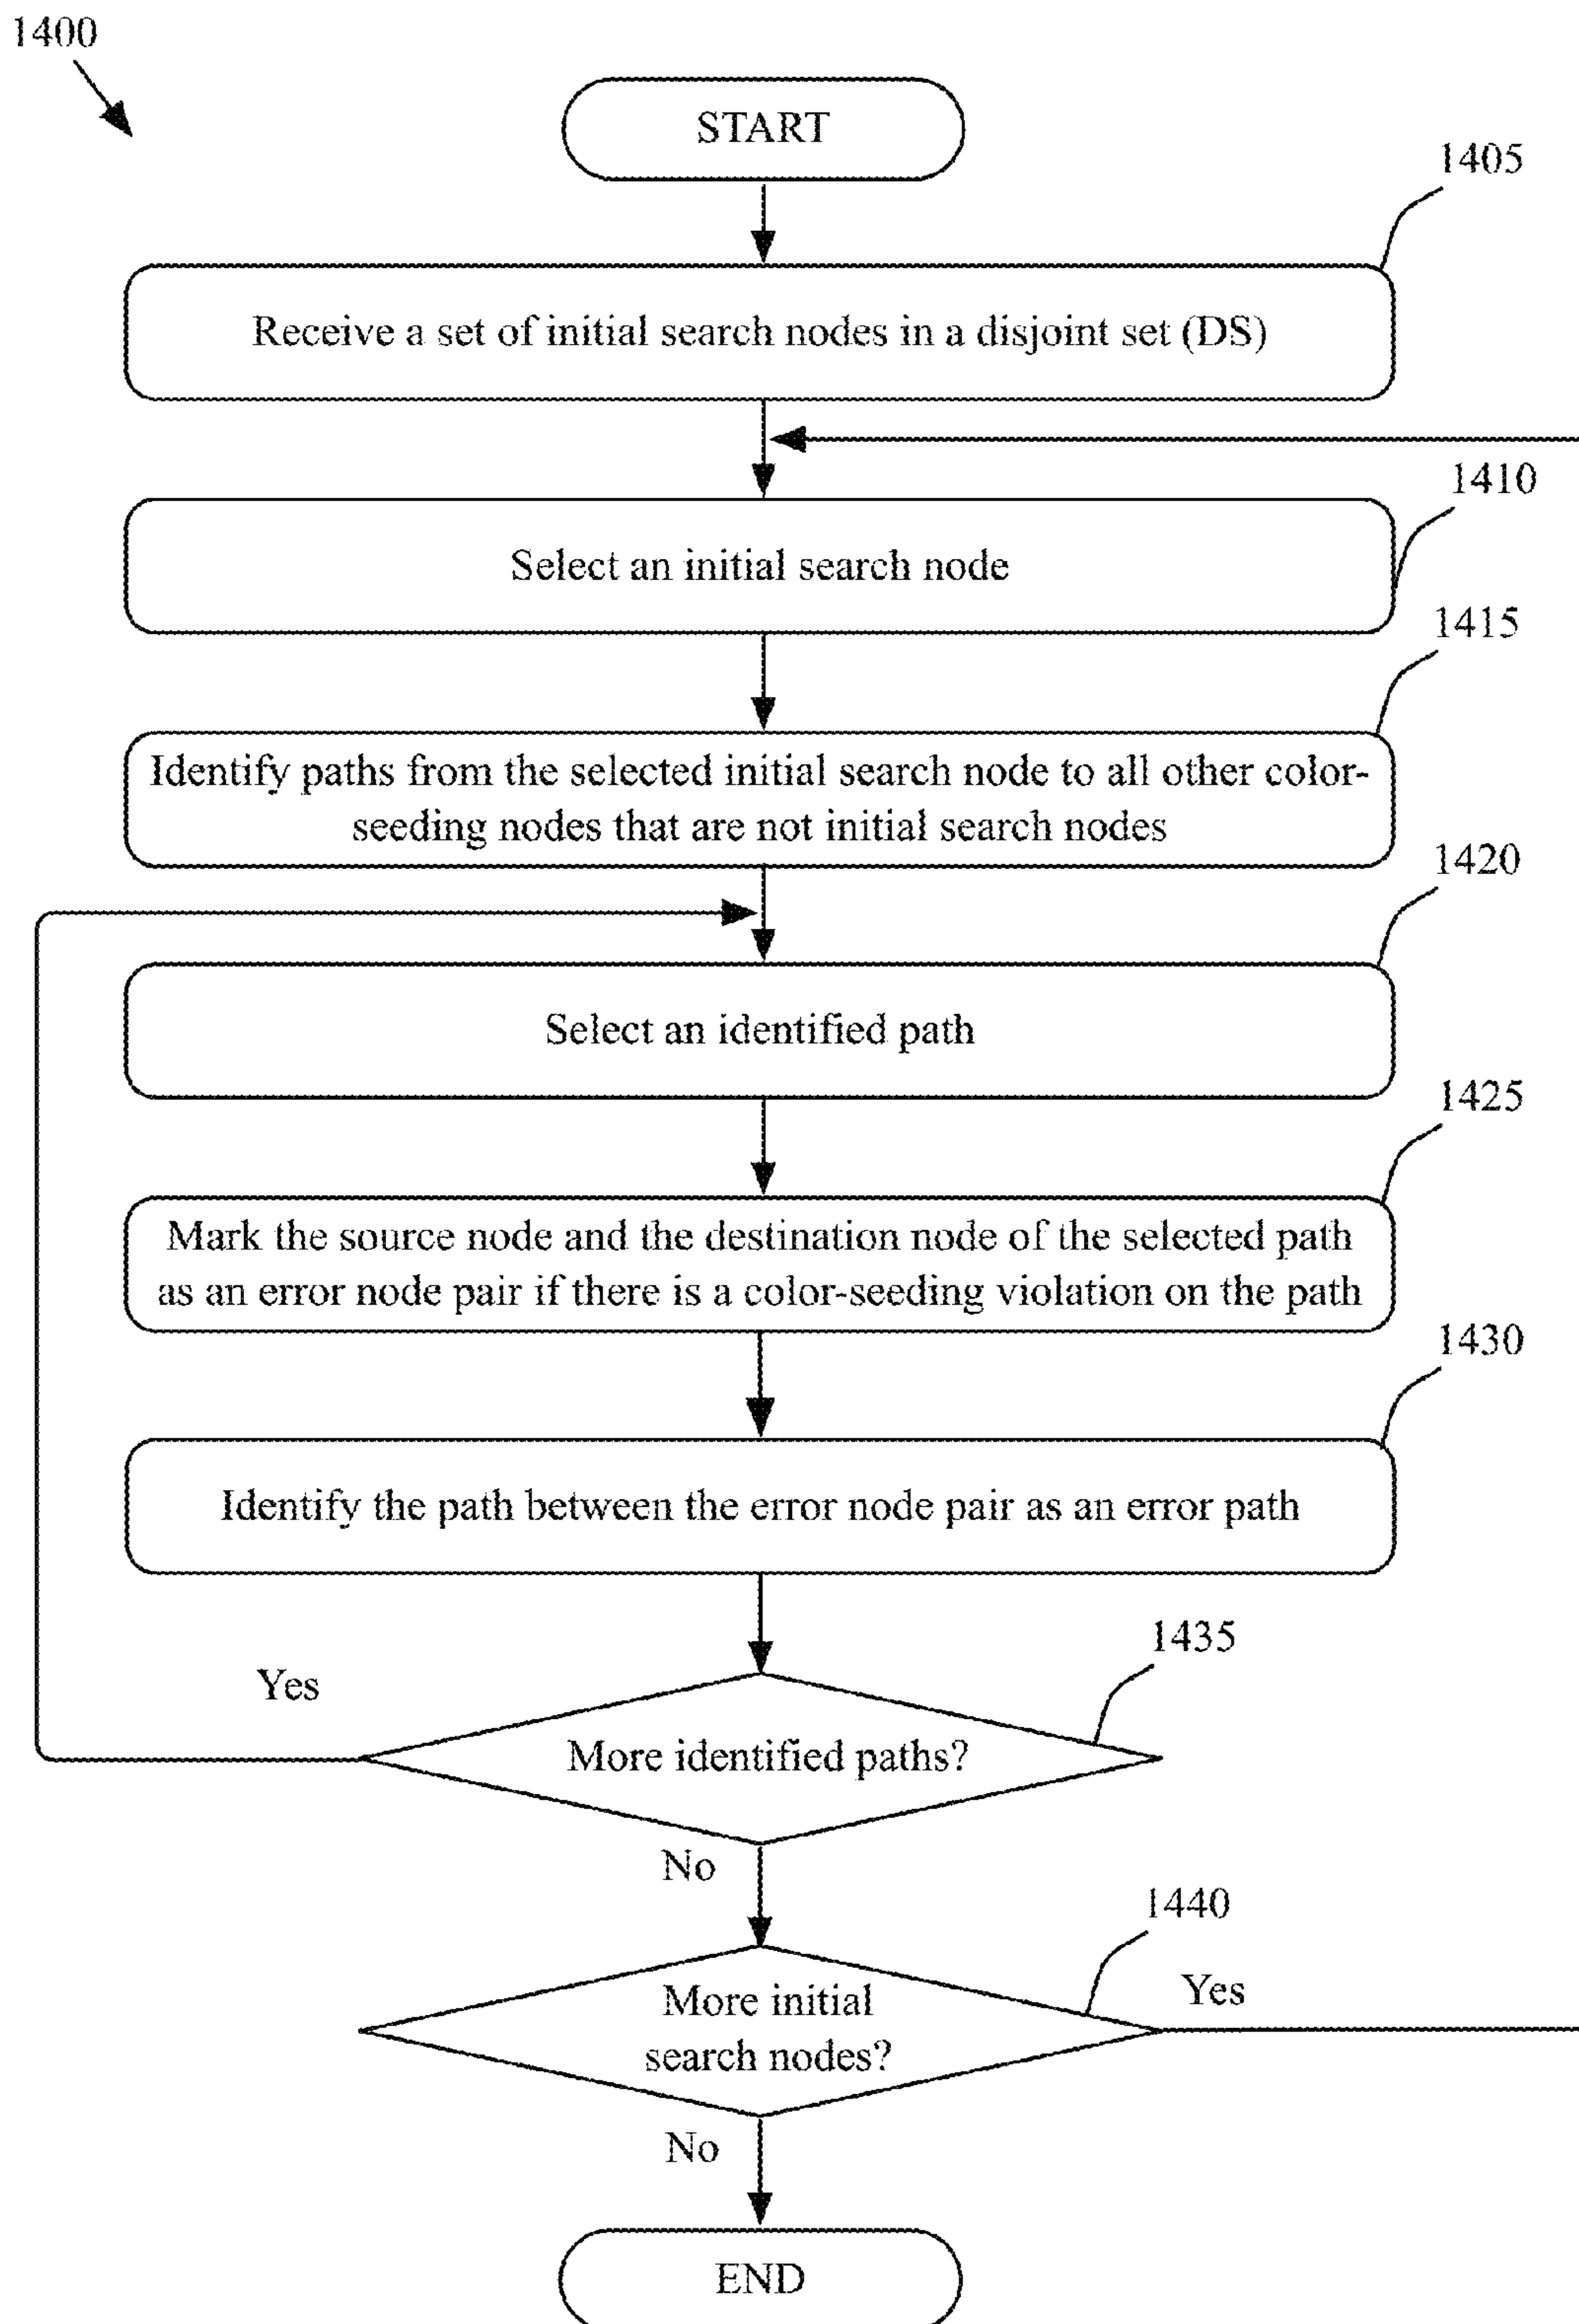 1400
START
1405
Receive a set of initial search nodes in a disjoint set (DS)
1410
Select an initial search node
1415
Identify paths from the selected initial search node to all other color-
seeding nodes that are not initial search nodes
1420
Select an identified path
1425
Mark the source node and the destination node of the selected path
as an error node pair if there is a color-seeding violation on the path
1430
Identify the path between the error node pair as an error path
1435
Yes
More identified paths?
No
1440
More initial
search nodes?
Yes
No
END